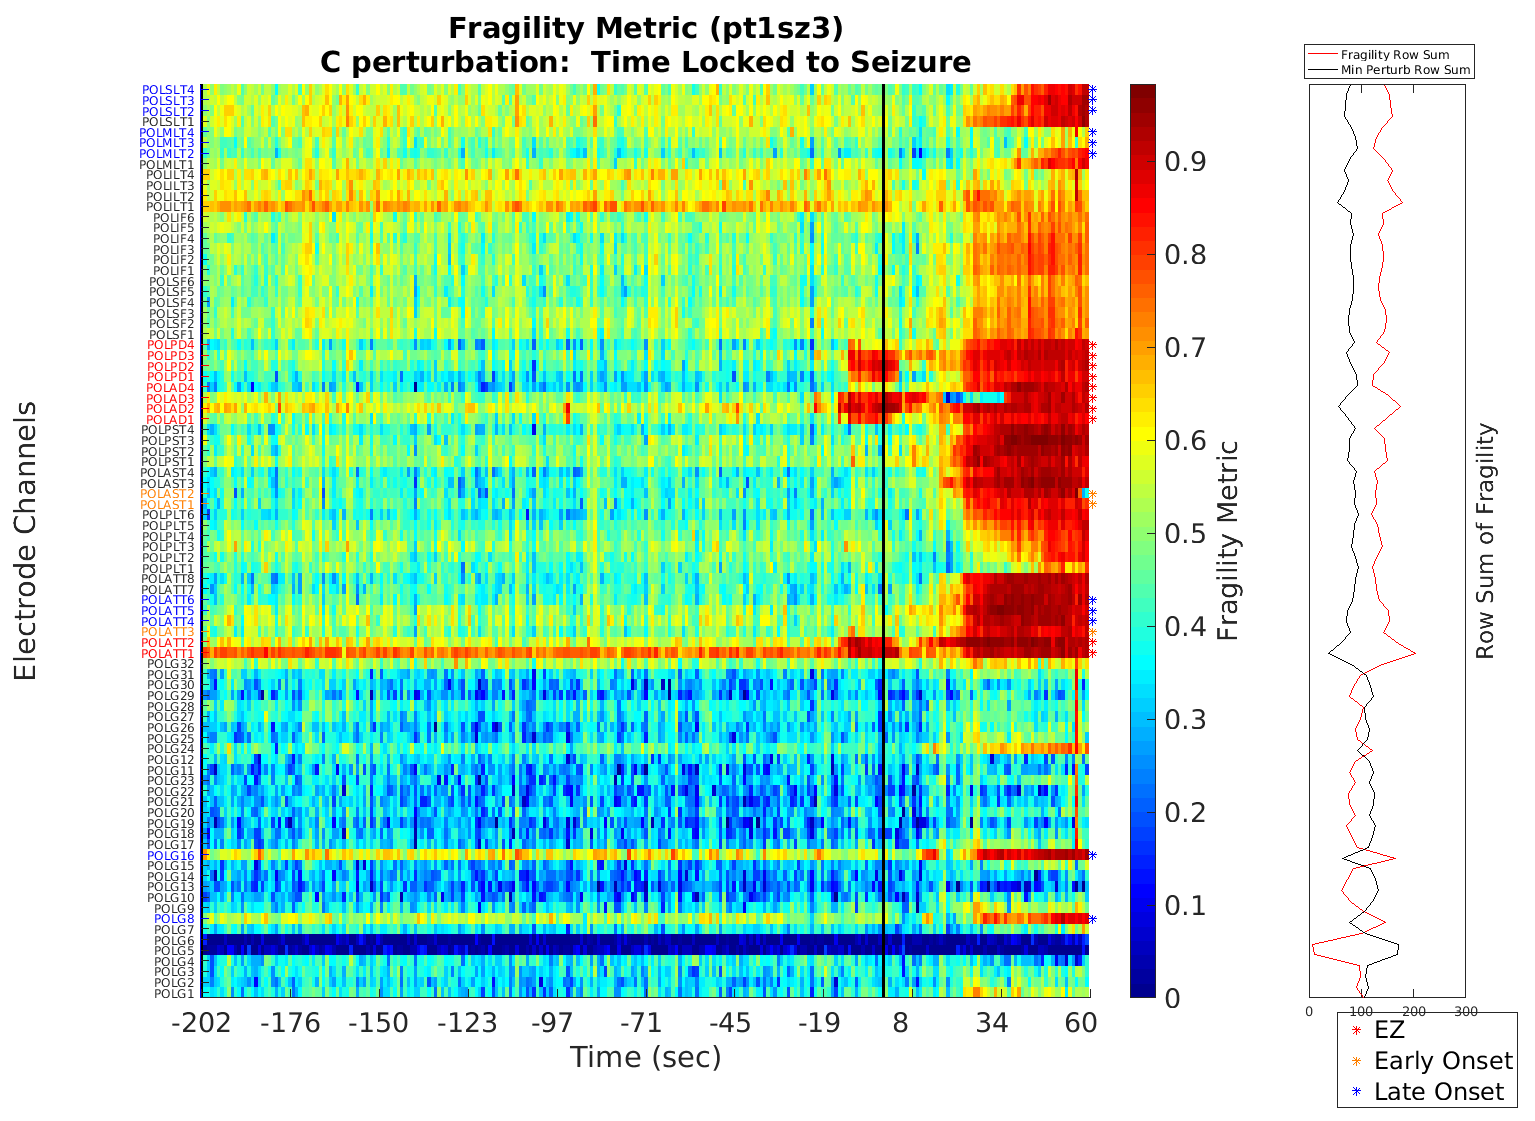 Fragility Metric (pt1sz3)
C perturbation:  Time Locked to Seizure
Fragility Row Sum
Min Perturb Row Sum
Electrode Channels
POLSLT4
POLSLT3
POLSLT2
POLSLT1
POLMLT4
POLMLT3
POLMLT2
POLMLT1
POLILT4
POLILT3
POLILT2
POLILT1
POLIF6
POLIF5
POLIF4
POLIF3
POLIF2
POLIF1
POLSF6
POLSF5
POLSF4
POLSF3
POLSF2
POLSF1
POLPD4
POLPD3
POLPD2
POLPD1
POLAD4
POLAD3
POLAD2
POLAD1
POLPST4
POLPST3
POLPST2
POLPST1
POLAST4
POLAST3
POLAST2
POLAST1
POLPLT6
POLPLT5
POLPLT4
POLPLT3
POLPLT2
POLPLT1
POLATT8
POLATT7
POLATT6
POLATT5
POLATT4
POLATT3
POLATT2
POLATT1
POLG32
POLG31
POLG30
POLG29
POLG28
POLG27
POLG26
POLG25
POLG24
POLG12
POLG11
POLG23
POLG22
POLG21
POLG20
POLG19
POLG18
POLG17
POLG16
POLG15
POLG14
POLG13
POLG10
POLG9
POLG8
POLG7
POLG6
POLG5
POLG4
POLG3
POLG2
POLG1
-202 -176 -150 -123 -97 -71 -45 -19 8 34 60
Time (sec)
0.9
0.8
0.7
0.6
0.5
0.4
0.3
0.2
0.1
0
Fragility Metric
Row Sum of Fragility
0 100 200 300
EZ
Early Onset
Late Onset